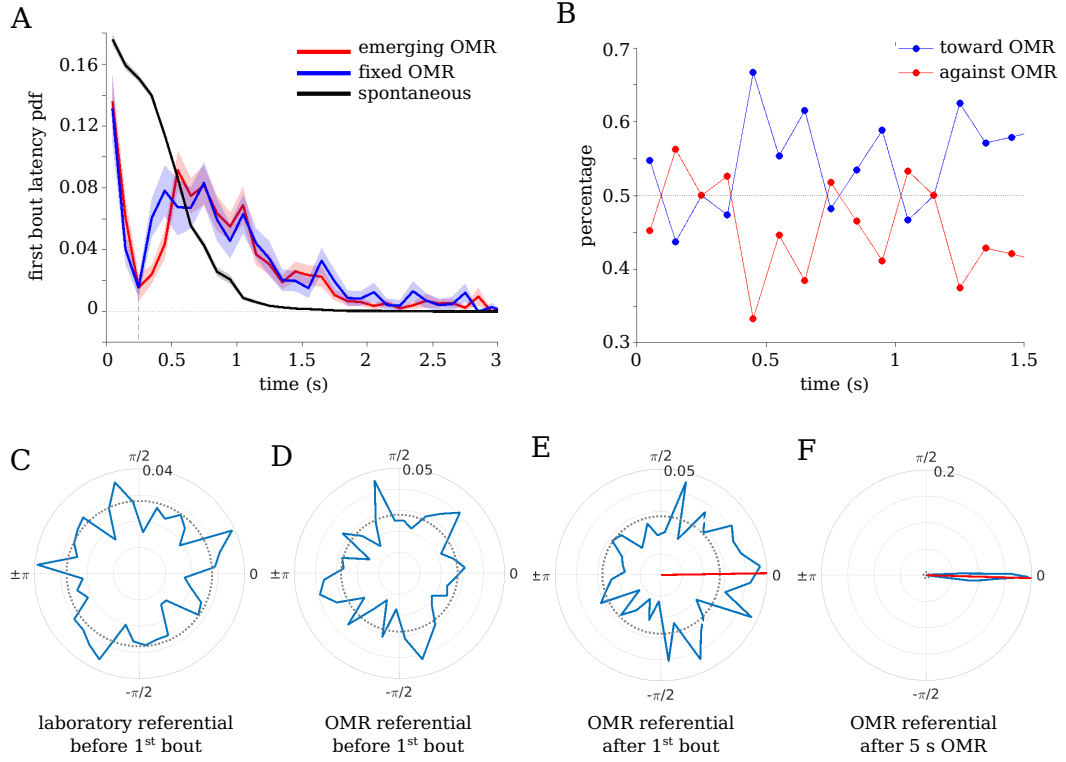 A
emerging OMR
fixed OMR
spontaneous
first bout latency pdf
0.16
0.12
0.08
0.04
0
0 0.5 1 1.5 2 2.5 3
time (s)
B
toward OMR
against OMR
percentage
0.7
0.6
0.5
0.4
0.3
0 0.5 1 1.5
time (s)
C
π/2
0.04
±π
0
-π/2
laboratory referential
before 1st bout
D
π/2
0.05
±π
0
-π/2
OMR referential
before 1st bout
E
π/2
0.05
±π
0
-π/2
OMR referential
after 1st bout
F
π/2
0.2
±π
0
-π/2
OMR referential
after 5 s OMR